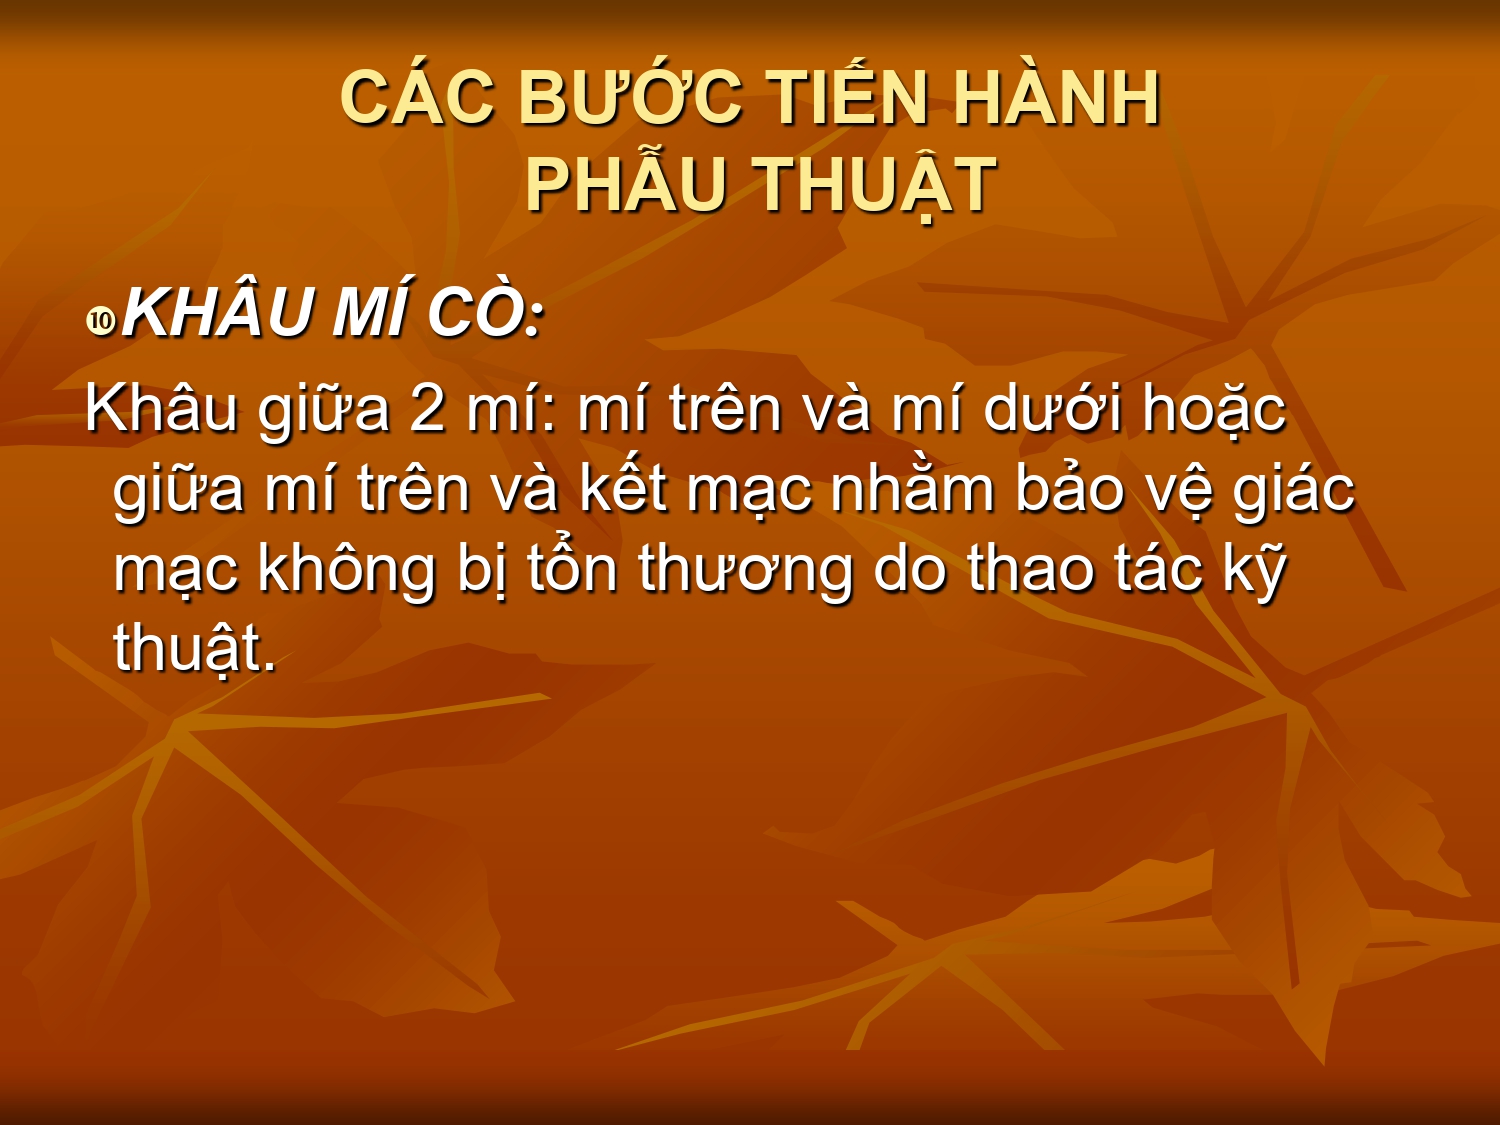 CÁC BƯỚC TIẾN HÀNH
PHẪU THUẬT
❿KHÂU MÍ CÒ:
Khâu giữa 2 mí: mí trên và mí dưới hoặc
giữa mí trên và kết mạc nhằm bảo vệ giác
mạc không bị tổn thương do thao tác kỹ
thuật.